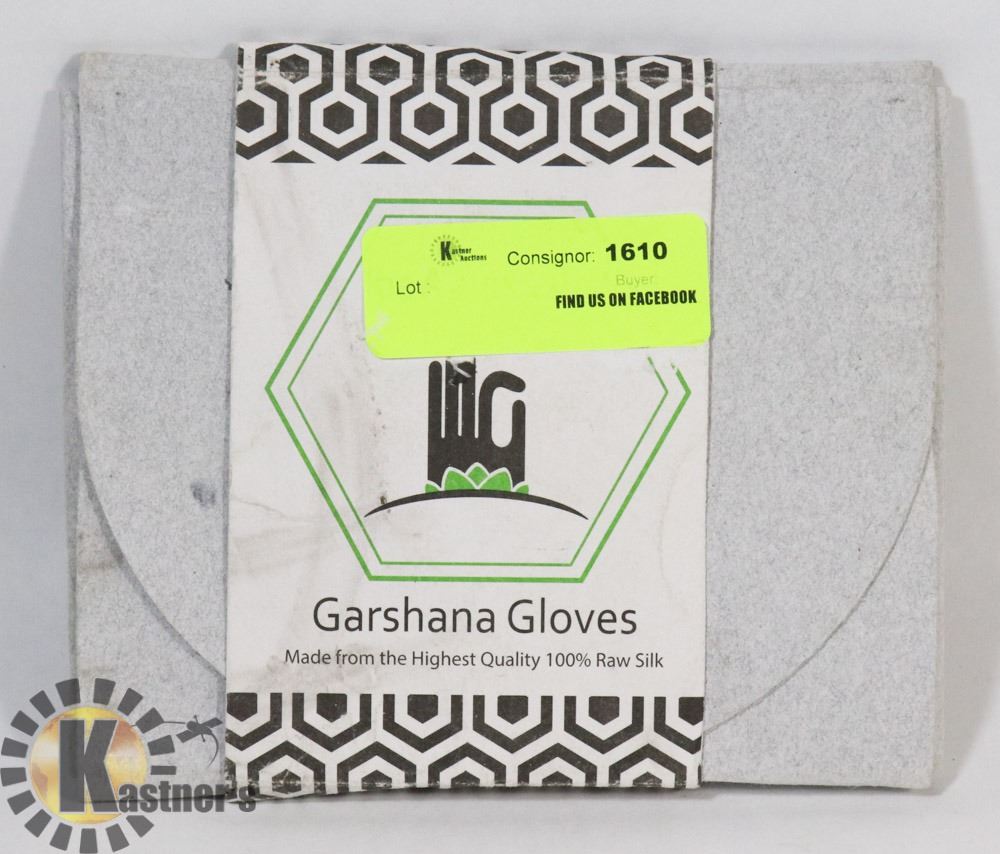 Kastner
Auctions
Consignor: 1610
Lot :
Buyer:
FIND US ON FACEBOOK
Garshana Gloves
Made from the Highest Quality 100% Raw Silk
Kastner's